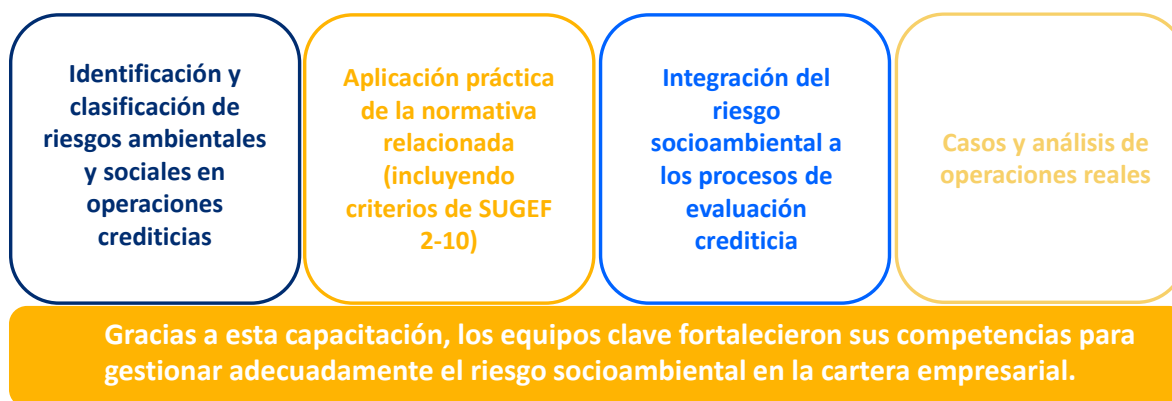 Identificación y
clasificación de
riesgos ambientales
y sociales en
operaciones
crediticias
Aplicación práctica
de la normativa
relacionada
(incluyendo
criterios de SUGEF
2-10)
Integración del
riesgo
socioambiental a
los procesos de
evaluación
crediticia
Casos y análisis de
operaciones reales
Gracias a esta capacitación, los equipos clave fortalecieron sus competencias para
gestionar adecuadamente el riesgo socioambiental en la cartera empresarial.